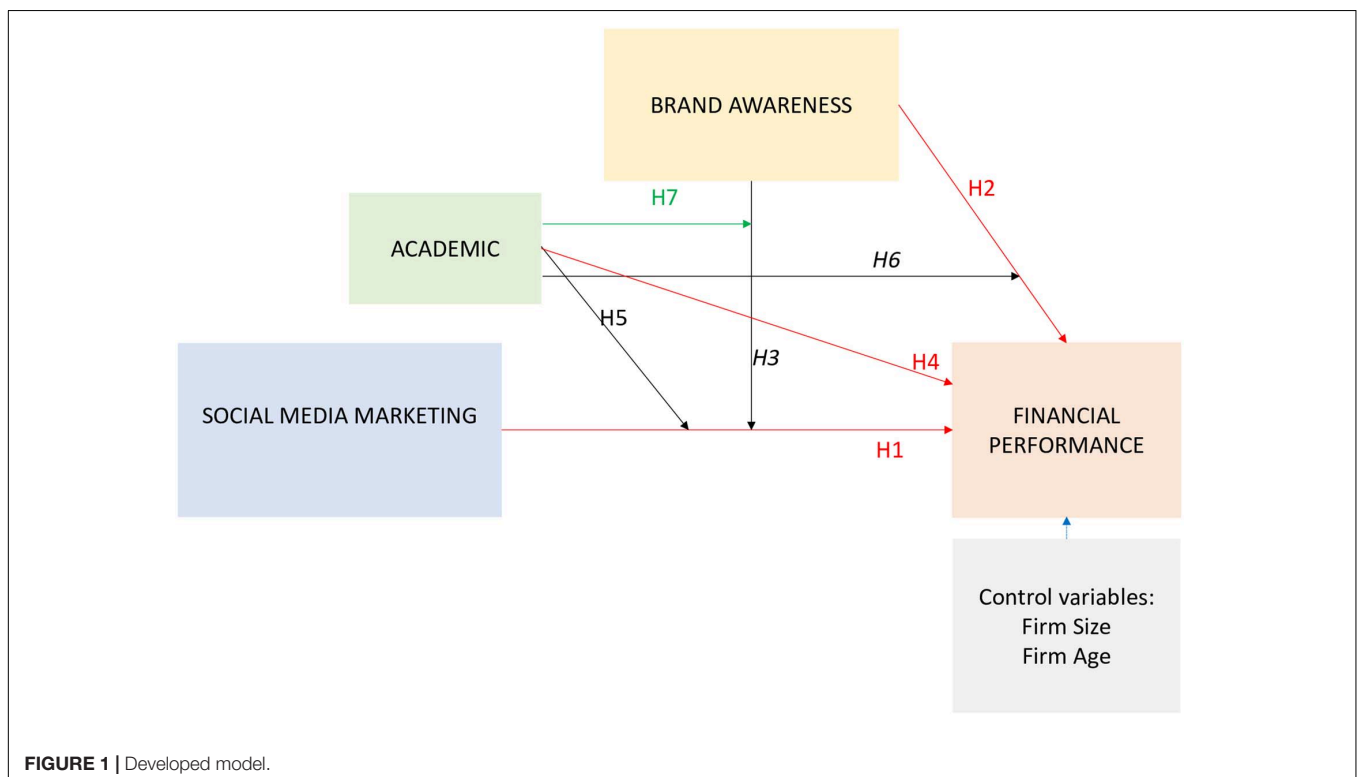 BRAND AWARENESS
H2
H7
ACADEMIC
H6
H5
H3
H4
SOCIAL MEDIA MARKETING
FINANCIAL
PERFORMANCE
H1
Control variables:
Firm Size
Firm Age
FIGURE 1 | Developed model.